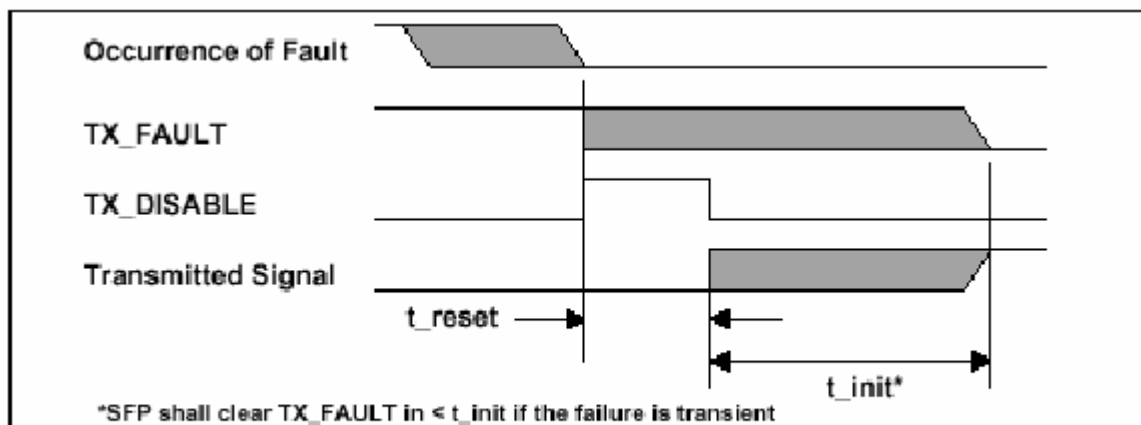 Occurrence of Fault
TX_FAULT
TX_DISABLE
Transmitted Signal
t_reset
t_init*
*SFP shall clear TX_FAULT in < t_init if the failure is transient